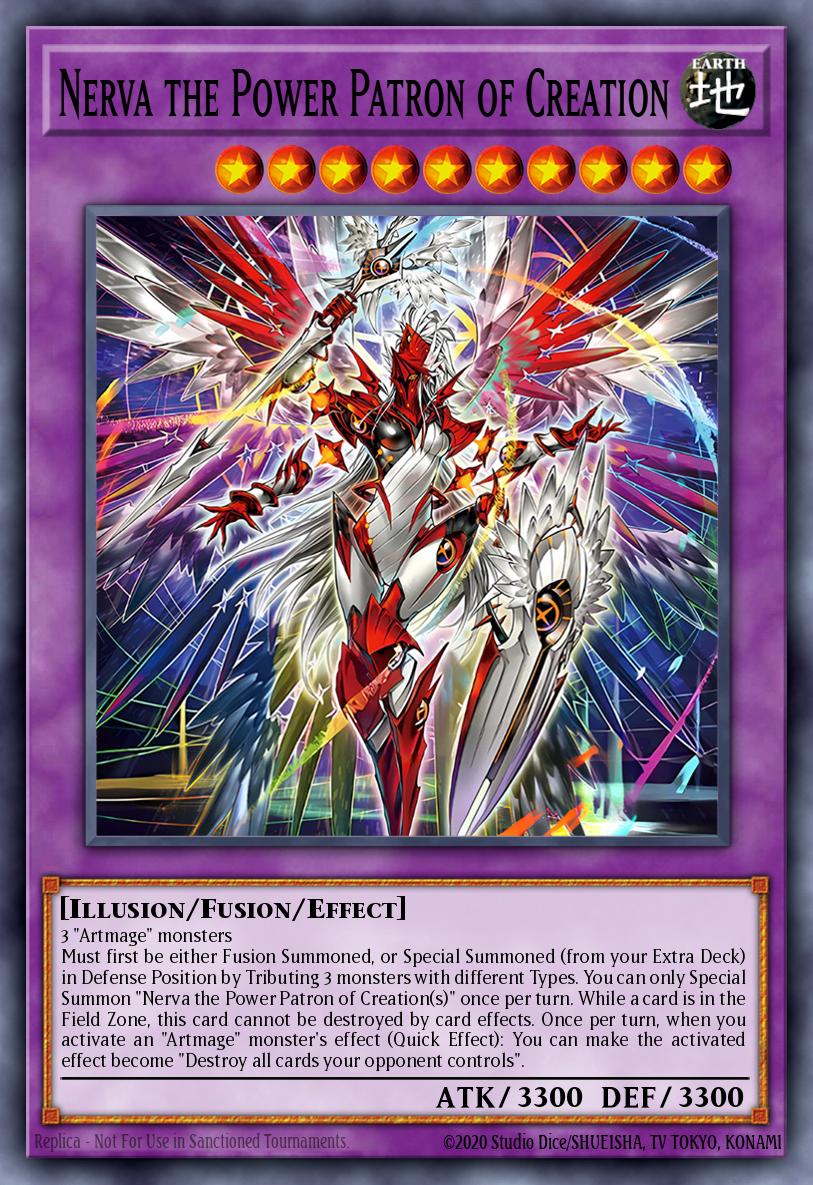 Nerva the Power Patron of Creation
EARTH
地
[Illusion/Fusion/Effect]
3 "Artmage" monsters
Must first be either Fusion Summoned, or Special Summoned (from your Extra Deck)
in Defense Position by Tributing 3 monsters with different Types. You can only Special
Summon "Nerva the Power Patron of Creation(s)" once per turn. While a card is in the
Field Zone, this card cannot be destroyed by card effects. Once per turn, when you
activate an "Artmage" monster's effect (Quick Effect): You can make the activated
effect become "Destroy all cards your opponent controls".
ATK/ 3300 DEF/ 3300
Replica - Not For Use in Sanctioned Tournaments.
©2020 Studio Dice/SHUEISHA, TV TOKYO, KONAMI